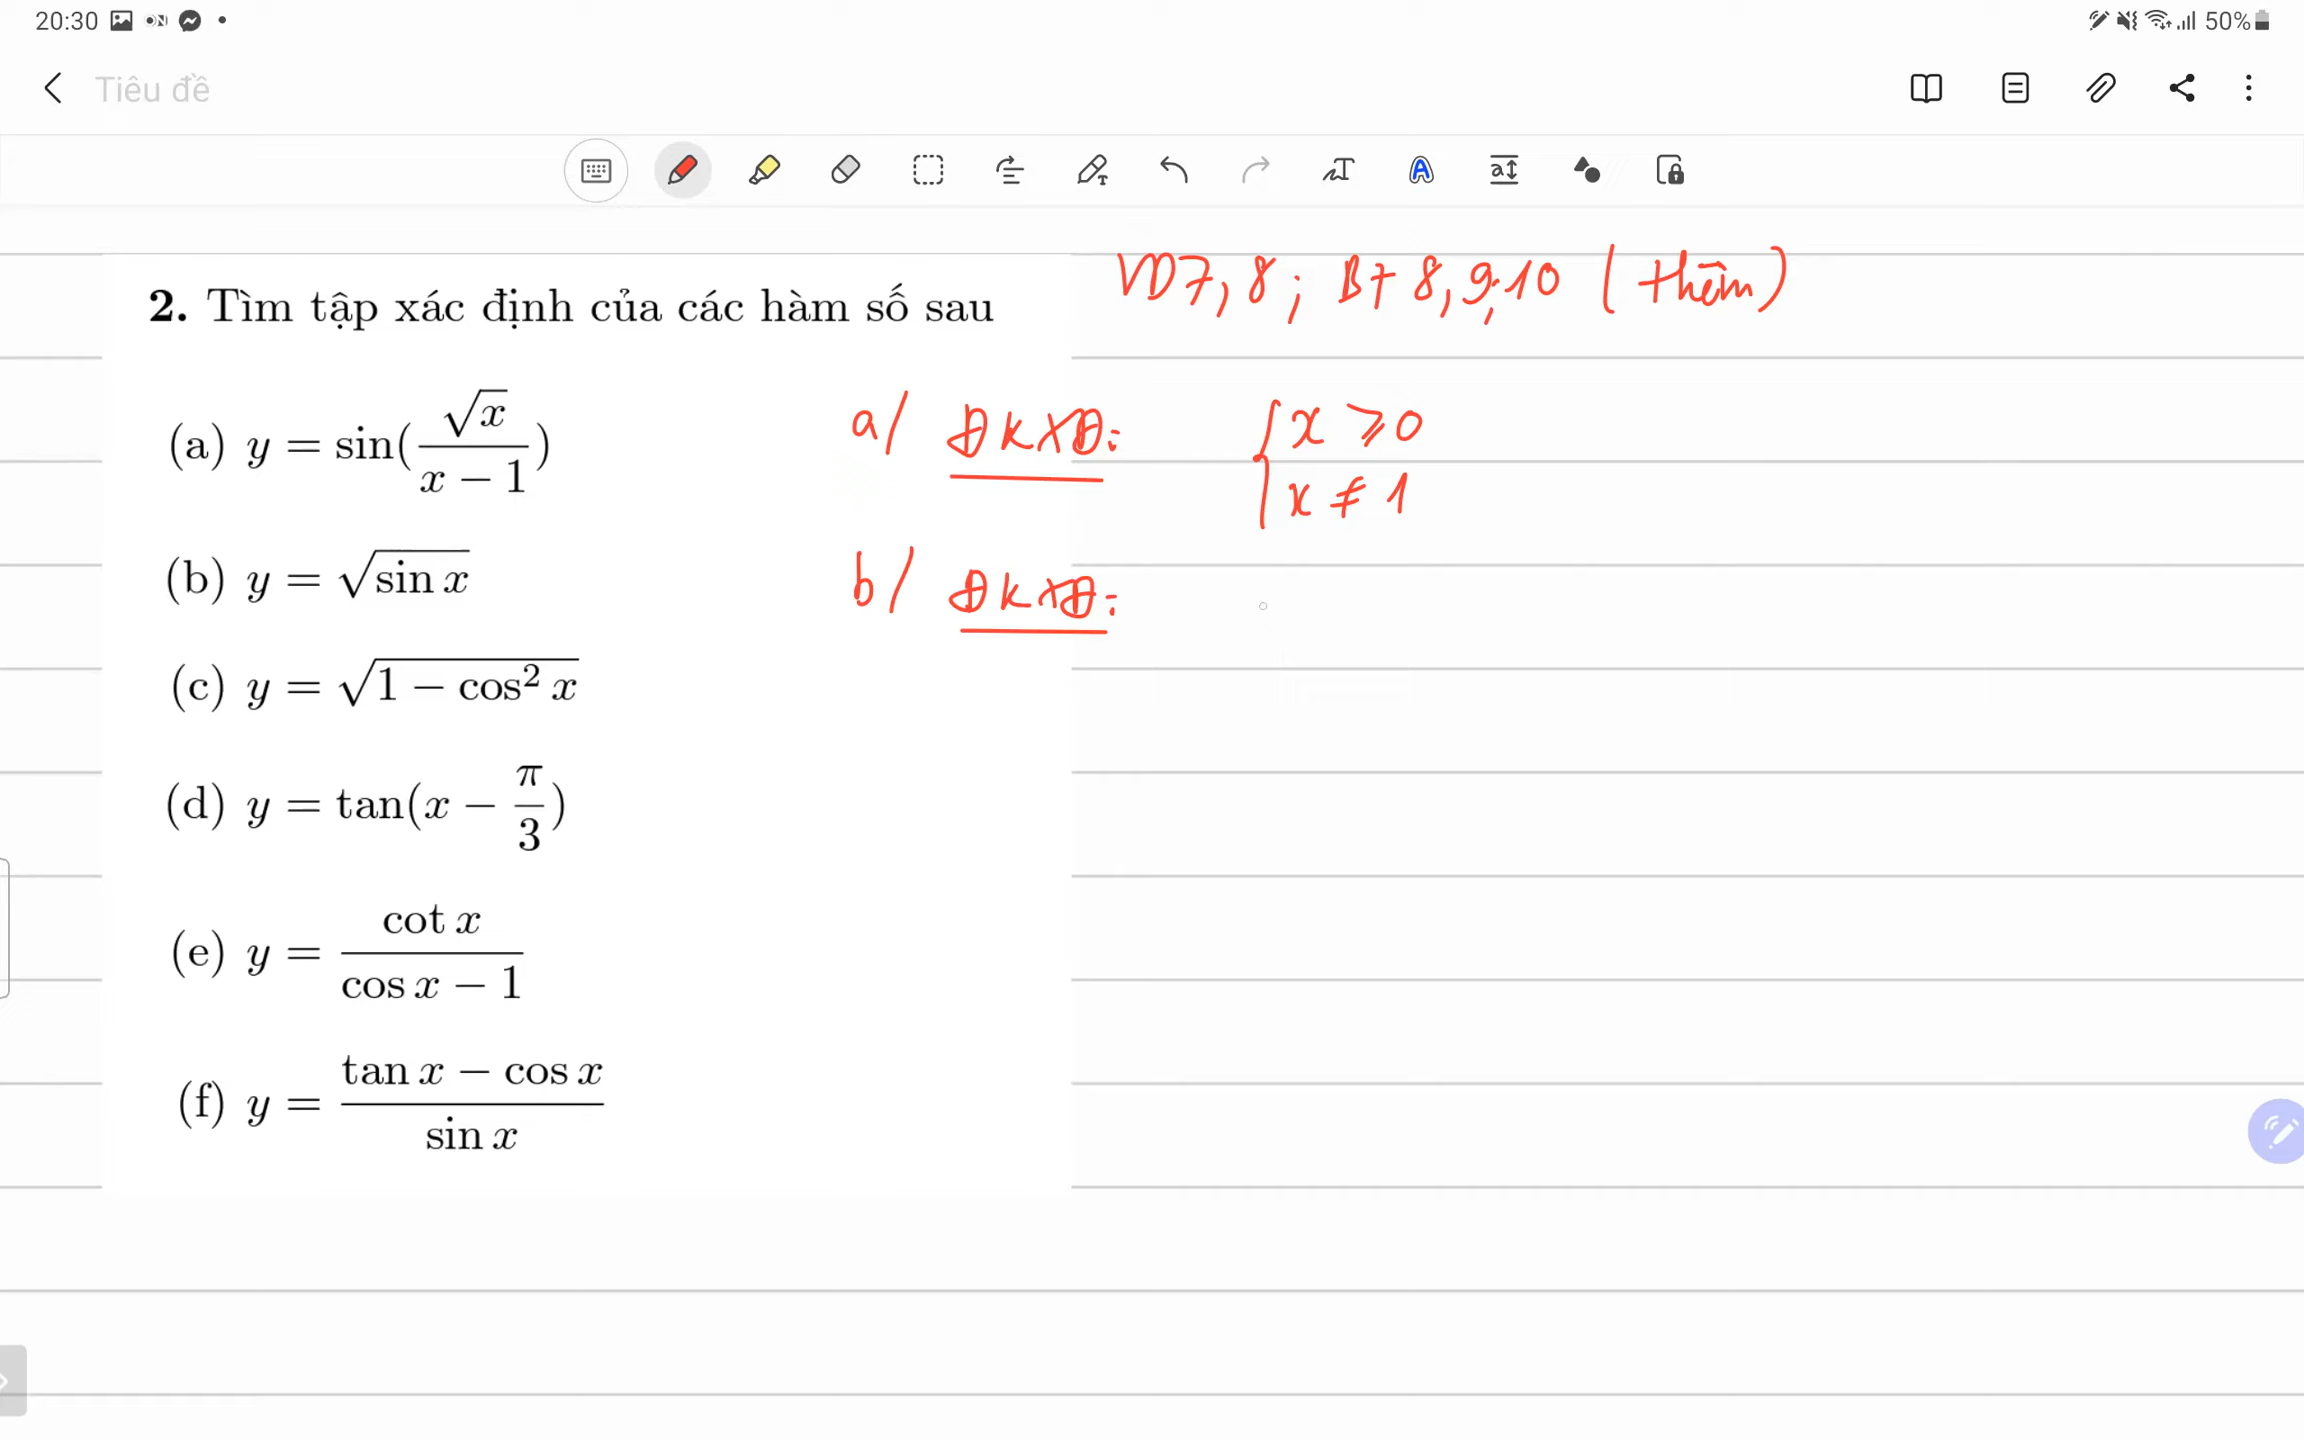 20:30
50%
Tiêu đề
VD7, 8; BT 8, 9, 10 (thêm)
2. Tìm tập xác định của các hàm số sau
(a) y = sin(√x / (x − 1))
a/ ĐKXĐ: { x ⩾ 0
x ≠ 1
(b) y = √(sin x)
b/ ĐKXĐ:
(c) y = √(1 − cos² x)
(d) y = tan(x − π/3)
(e) y = cot x / (cos x − 1)
(f) y = (tan x − cos x) / sin x